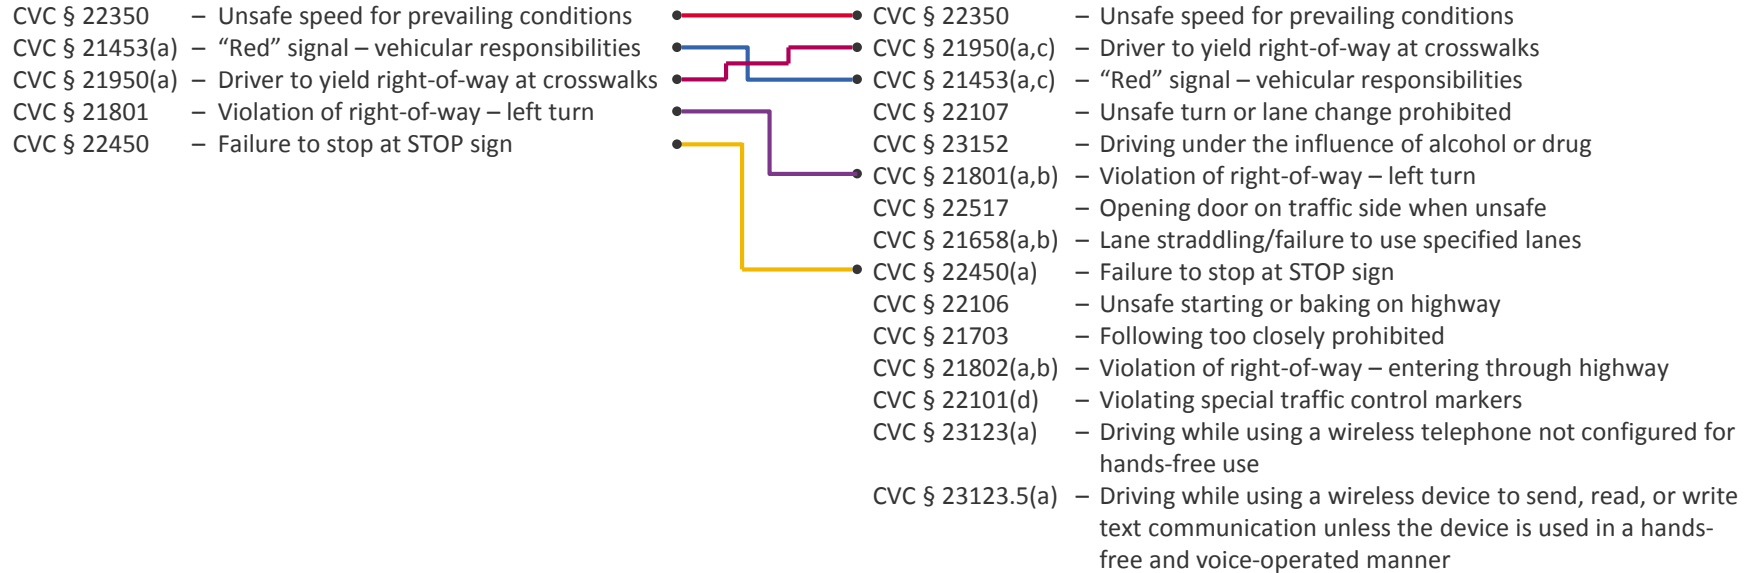 CVC § 22350 – Unsafe speed for prevailing conditions
CVC § 21453(a) – “Red” signal – vehicular responsibilities
CVC § 21950(a) – Driver to yield right-of-way at crosswalks
CVC § 21801 – Violation of right-of-way – left turn
CVC § 22450 – Failure to stop at STOP sign
CVC § 22350 – Unsafe speed for prevailing conditions
CVC § 21950(a,c) – Driver to yield right-of-way at crosswalks
CVC § 21453(a,c) – “Red” signal – vehicular responsibilities
CVC § 22107 – Unsafe turn or lane change prohibited
CVC § 23152 – Driving under the influence of alcohol or drug
CVC § 21801(a,b) – Violation of right-of-way – left turn
CVC § 22517 – Opening door on traffic side when unsafe
CVC § 21658(a,b) – Lane straddling/failure to use specified lanes
CVC § 22450(a) – Failure to stop at STOP sign
CVC § 22106 – Unsafe starting or baking on highway
CVC § 21703 – Following too closely prohibited
CVC § 21802(a,b) – Violation of right-of-way – entering through highway
CVC § 22101(d) – Violating special traffic control markers
CVC § 23123(a) – Driving while using a wireless telephone not configured for
hands-free use
CVC § 23123.5(a) – Driving while using a wireless device to send, read, or write
text communication unless the device is used in a hands-
free and voice-operated manner